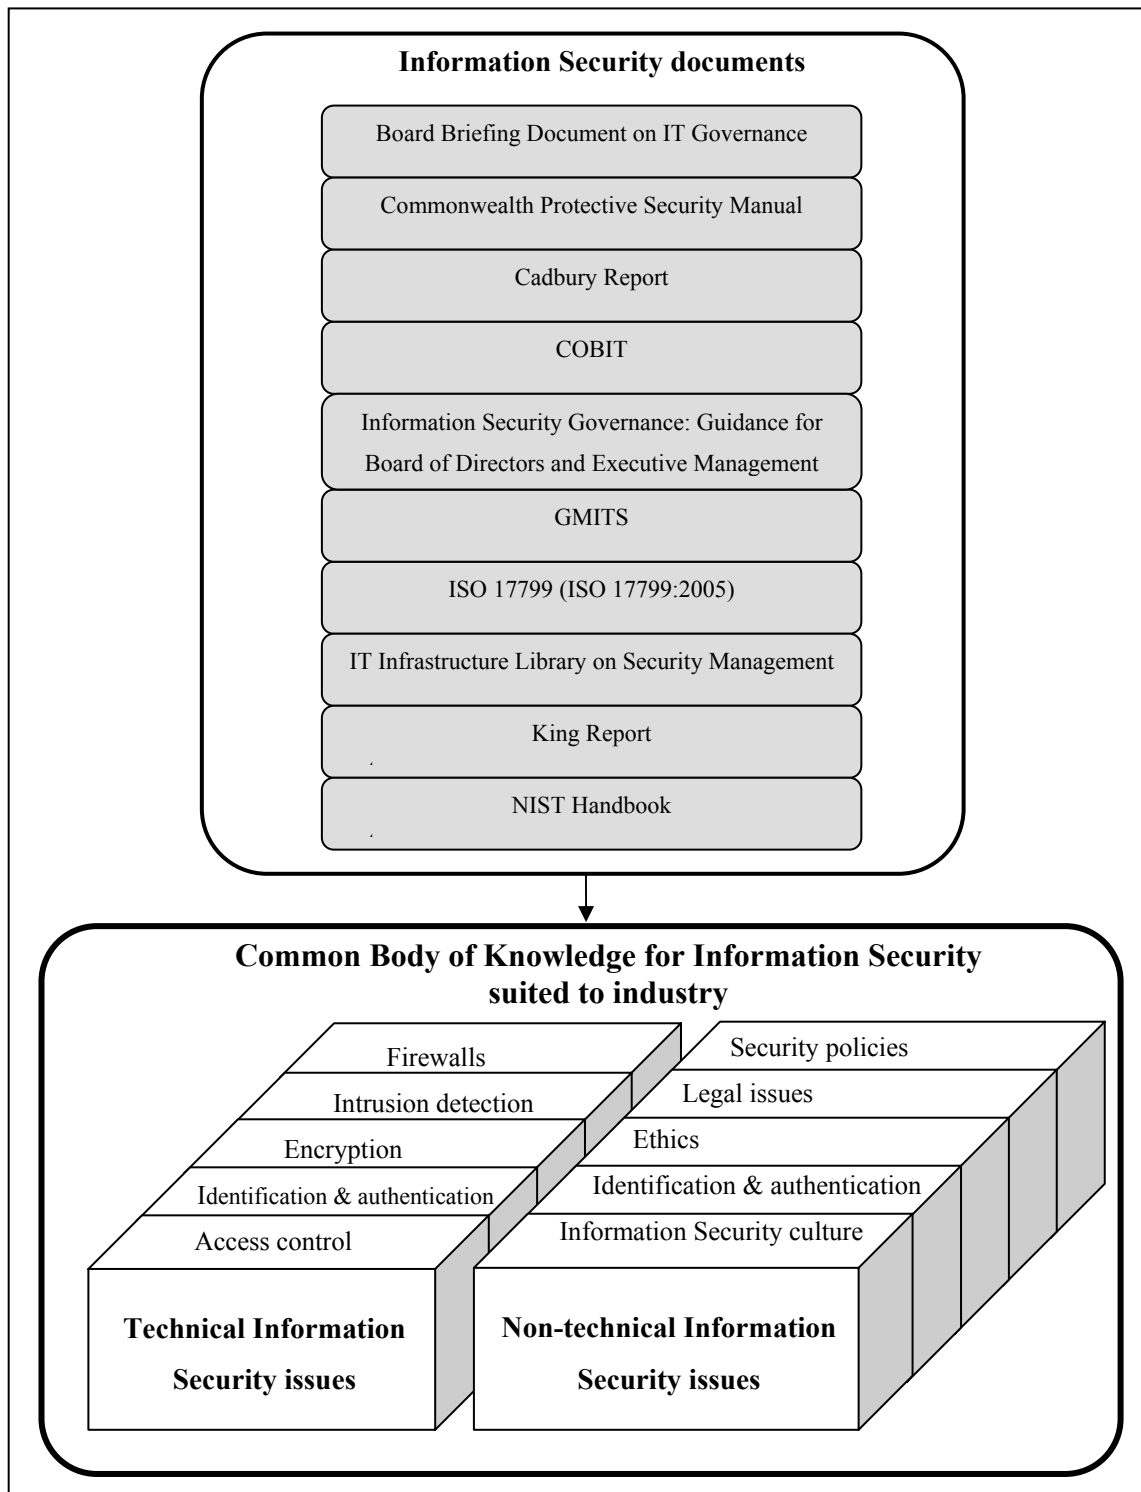 Information Security documents
Board Briefing Document on IT Governance
Commonwealth Protective Security Manual
Cadbury Report
COBIT
Information Security Governance: Guidance for
Board of Directors and Executive Management
GMITS
ISO 17799 (ISO 17799:2005)
IT Infrastructure Library on Security Management
King Report
NIST Handbook
Common Body of Knowledge for Information Security
suited to industry
Firewalls
Intrusion detection
Encryption
Identification & authentication
Access control
Technical Information
Security issues
Security policies
Legal issues
Ethics
Identification & authentication
Information Security culture
Non-technical Information
Security issues